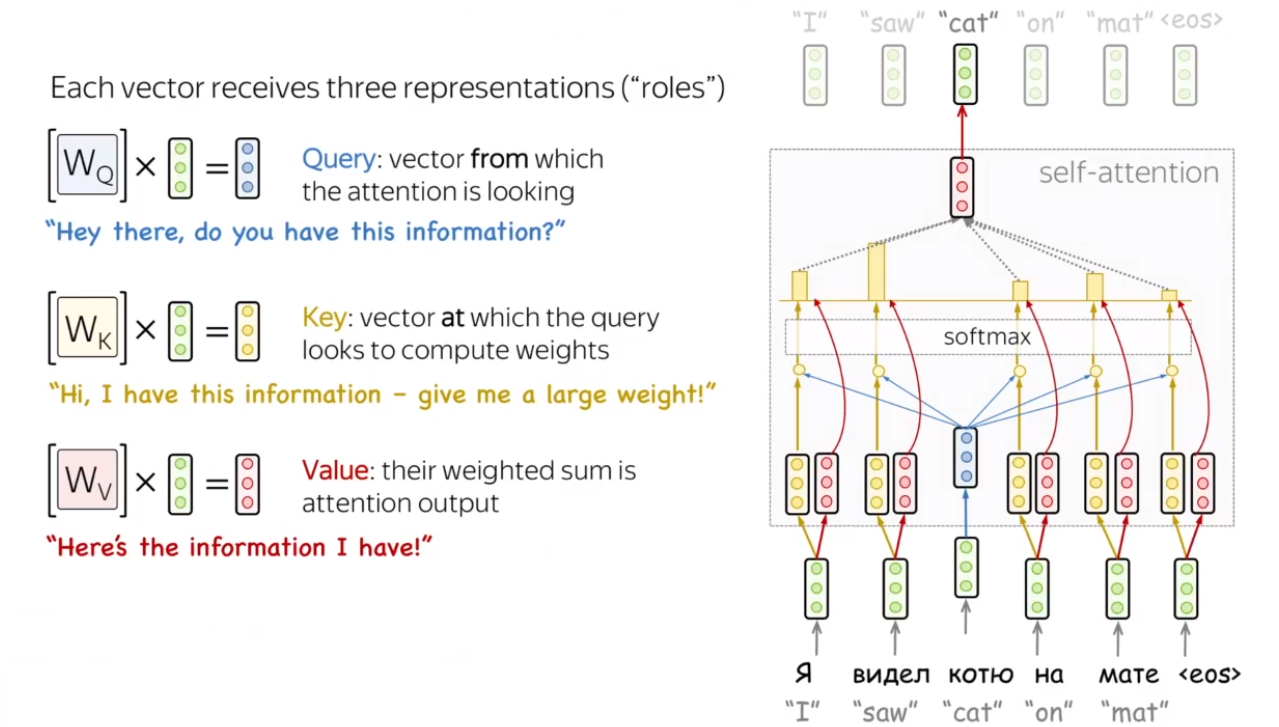 Each vector receives three representations (“roles”)
[W_Q] × =
Query: vector from which
the attention is looking
“Hey there, do you have this information?”
[W_K] × =
Key: vector at which the query
looks to compute weights
“Hi, I have this information – give me a large weight!”
[W_V] × =
Value: their weighted sum is
attention output
“Here’s the information I have!”
“I” “saw” “cat” “on” “mat” <eos>
self-attention
softmax
Я видел котю на мате <eos>
“I” “saw” “cat” “on” “mat”